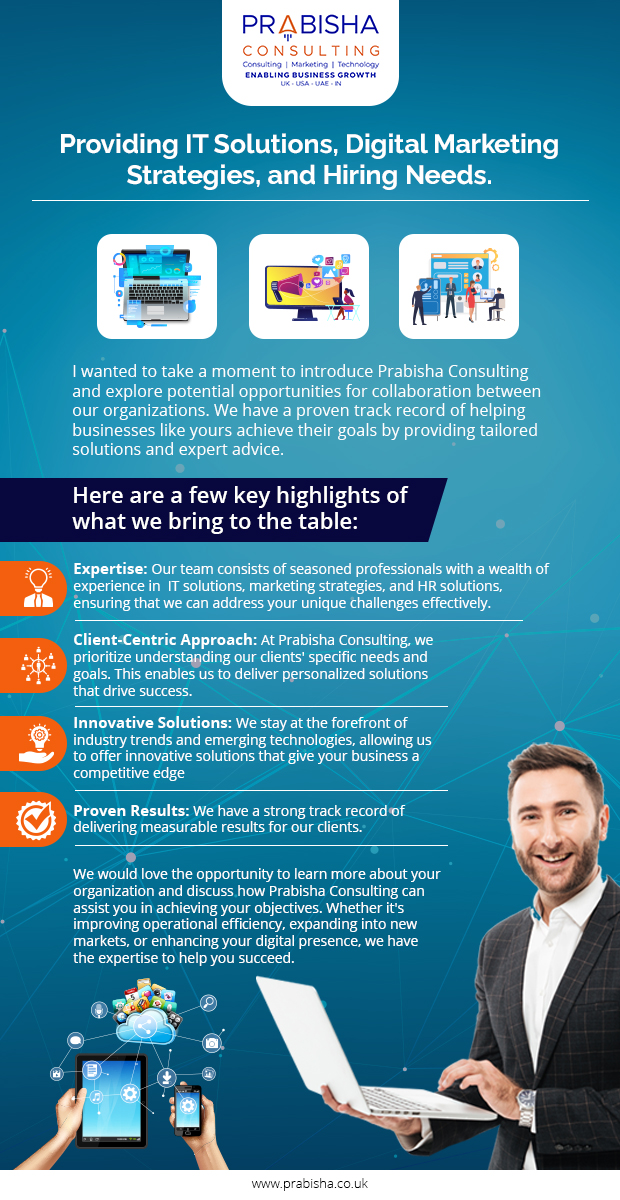 PRABISHA
CONSULTING
Consulting | Marketing | Technology
ENABLING BUSINESS GROWTH
UK - USA - UAE - IN
Providing IT Solutions, Digital Marketing
Strategies, and Hiring Needs.
I wanted to take a moment to introduce Prabisha Consulting
and explore potential opportunities for collaboration between
our organizations. We have a proven track record of helping
businesses like yours achieve their goals by providing tailored
solutions and expert advice.
Here are a few key highlights of
what we bring to the table:
Expertise: Our team consists of seasoned professionals with a wealth of
experience in IT solutions, marketing strategies, and HR solutions,
ensuring that we can address your unique challenges effectively.
Client-Centric Approach: At Prabisha Consulting, we
prioritize understanding our clients' specific needs and
goals. This enables us to deliver personalized solutions
that drive success.
Innovative Solutions: We stay at the forefront of
industry trends and emerging technologies, allowing us
to offer innovative solutions that give your business a
competitive edge
Proven Results: We have a strong track record of
delivering measurable results for our clients.
We would love the opportunity to learn more about your
organization and discuss how Prabisha Consulting can
assist you in achieving your objectives. Whether it's
improving operational efficiency, expanding into new
markets, or enhancing your digital presence, we have
the expertise to help you succeed.
www.prabisha.co.uk